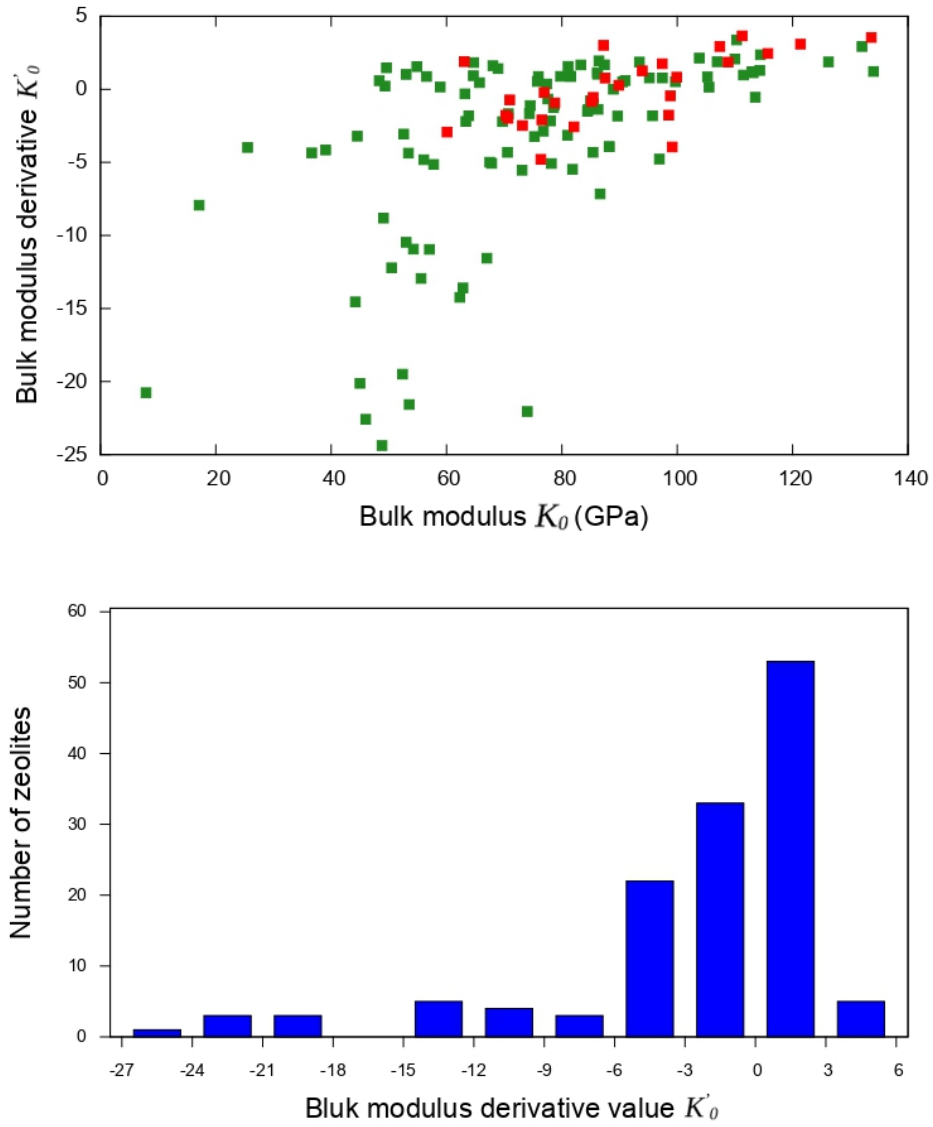 5
0
-5
-10
-15
-20
-25
0 20 40 60 80 100 120 140
Bulk modulus derivative K'₀
Bulk modulus K₀ (GPa)
60
50
40
30
20
10
0
-27 -24 -21 -18 -15 -12 -9 -6 -3 0 3 6
Number of zeolites
Bluk modulus derivative value K'₀